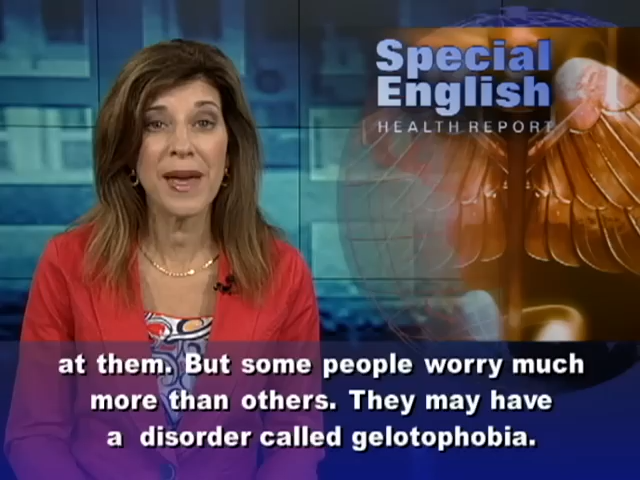 Special
English
HEALTH REPORT
at them. But some people worry much
more than others. They may have
a disorder called gelotophobia.